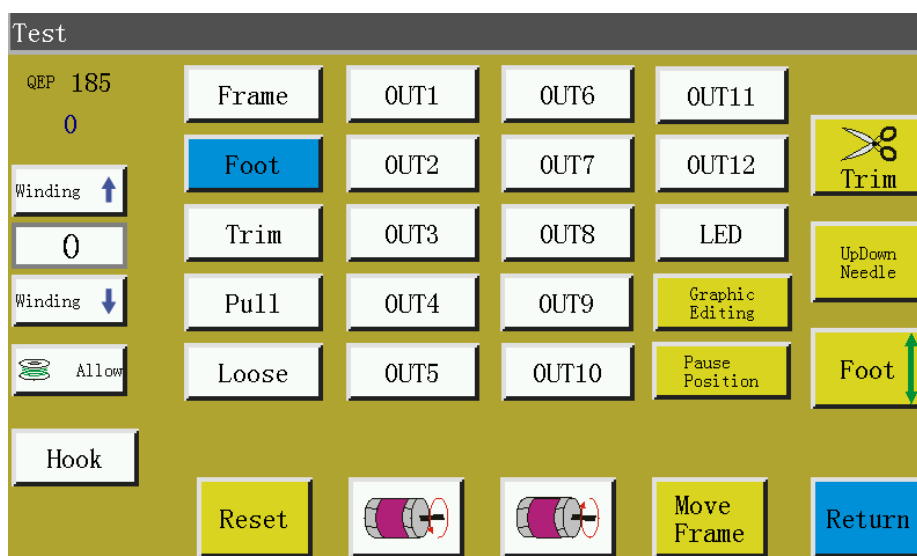 Test
QEP 185
0
Winding
0
Winding
Allow
Hook
Frame
Foot
Trim
Pull
Loose
OUT1
OUT2
OUT3
OUT4
OUT5
OUT6
OUT7
OUT8
OUT9
OUT10
OUT11
OUT12
LED
Graphic
Editing
Pause
Position
Trim
UpDown
Needle
Foot
Reset
Move
Frame
Return